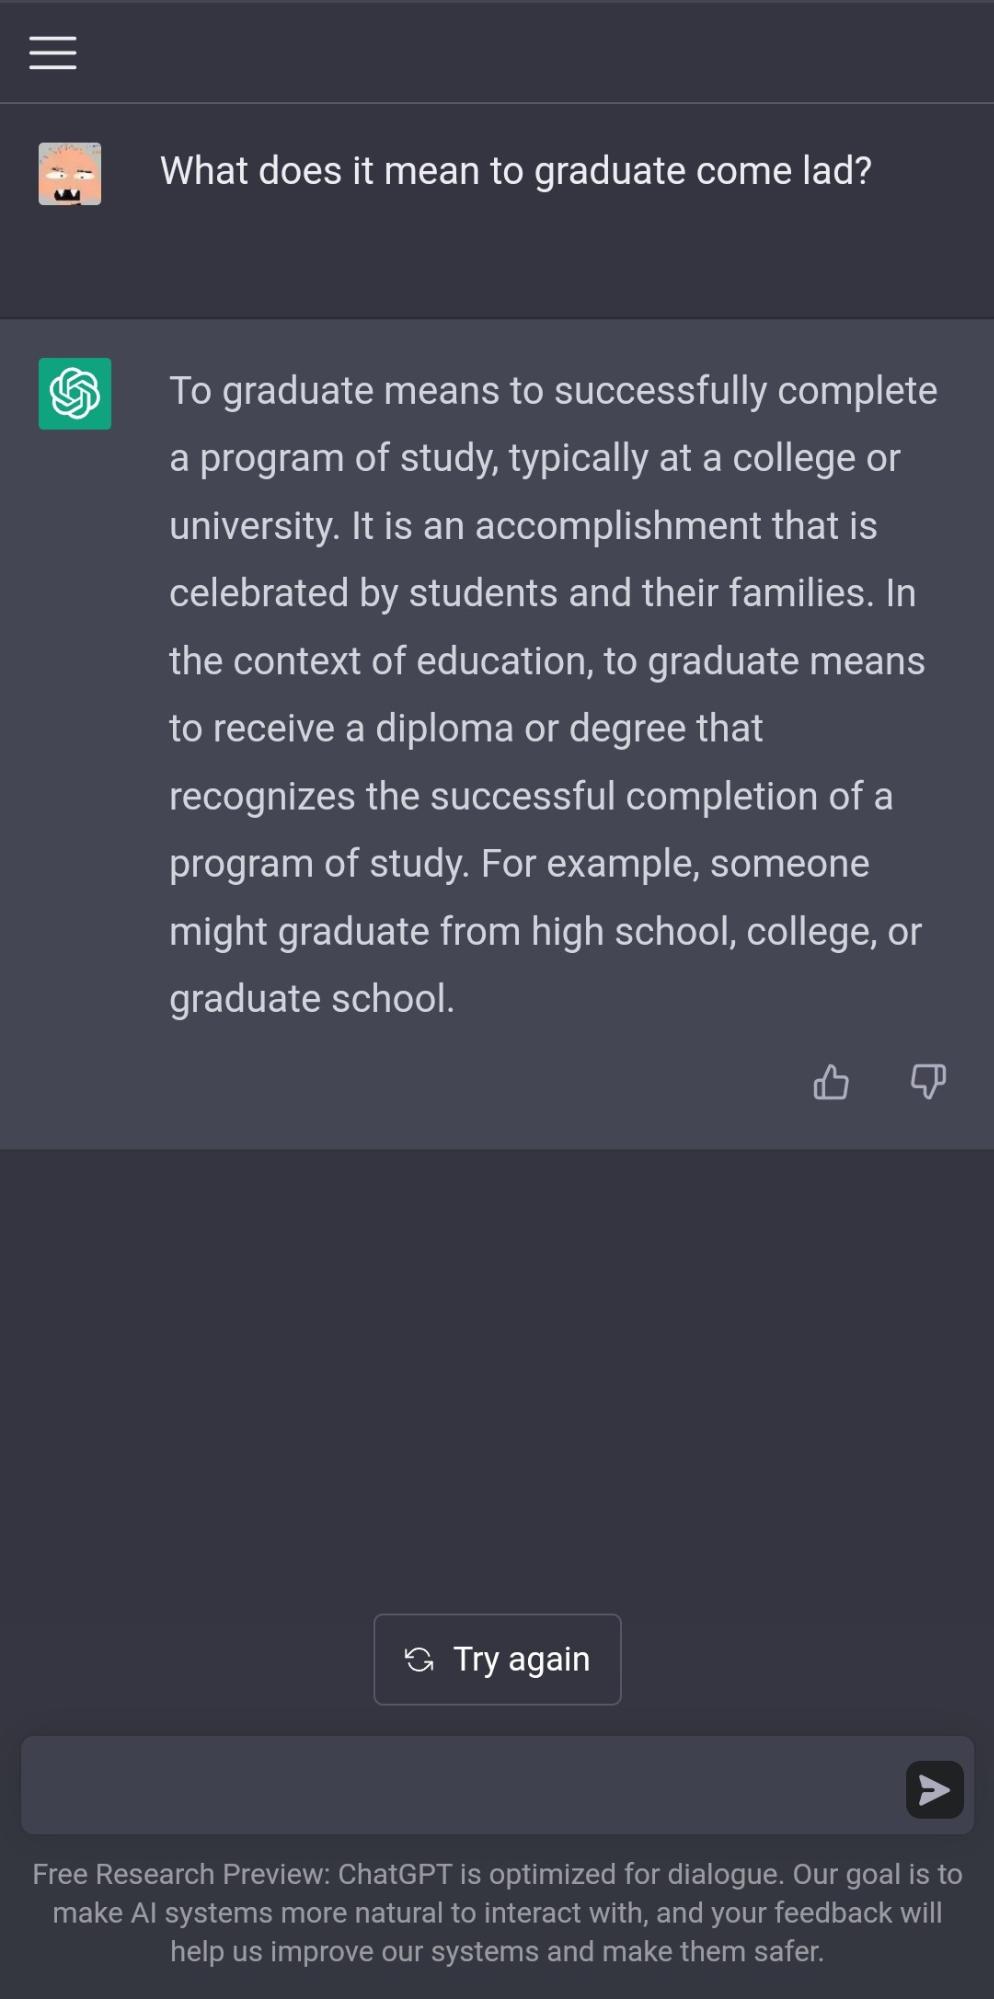 What does it mean to graduate come lad?
To graduate means to successfully complete
a program of study, typically at a college or
university. It is an accomplishment that is
celebrated by students and their families. In
the context of education, to graduate means
to receive a diploma or degree that
recognizes the successful completion of a
program of study. For example, someone
might graduate from high school, college, or
graduate school.
Try again
Free Research Preview: ChatGPT is optimized for dialogue. Our goal is to
make AI systems more natural to interact with, and your feedback will
help us improve our systems and make them safer.